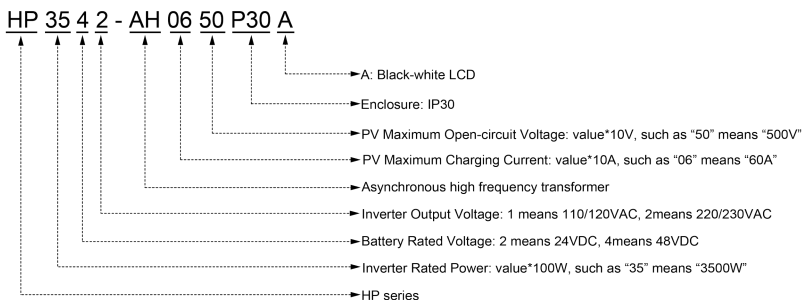 HP 35 4 2 - AH 06 50 P30 A
A: Black-white LCD
Enclosure: IP30
PV Maximum Open-circuit Voltage: value*10V, such as “50” means “500V”
PV Maximum Charging Current: value*10A, such as “06” means “60A”
Asynchronous high frequency transformer
Inverter Output Voltage: 1 means 110/120VAC, 2means 220/230VAC
Battery Rated Voltage: 2 means 24VDC, 4means 48VDC
Inverter Rated Power: value*100W, such as “35” means “3500W”
HP series